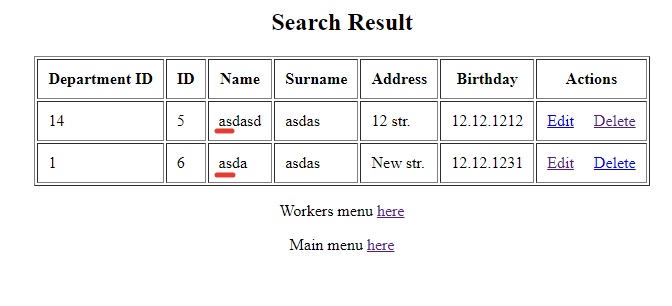 Search Result
Department ID ID Name Surname Address Birthday Actions
14 5 asdasd asdas 12 str. 12.12.1212 Edit Delete
1 6 asda asdas New str. 12.12.1231 Edit Delete
Workers menu here
Main menu here